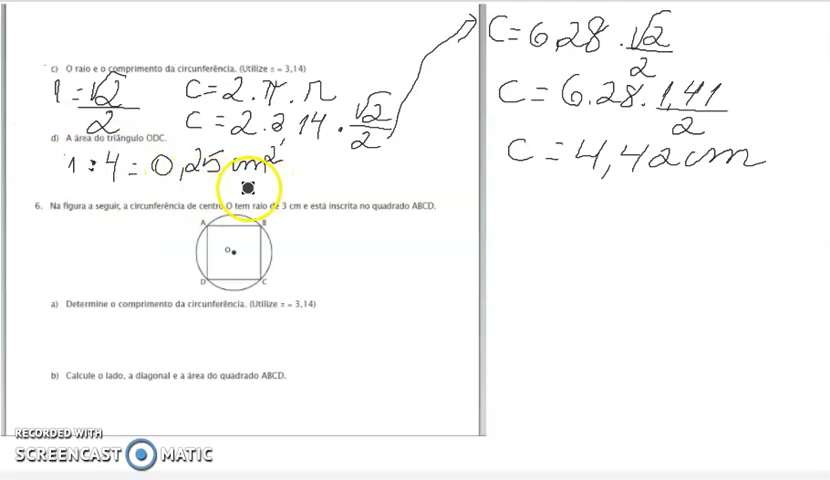 c) O raio e o comprimento da circunferência. (Utilize π = 3,14)
r = √2/2
C = 2 . π . r
C = 2.3,14 . √2/2
d) A área do triângulo ODC.
1 : 4 = 0,25 cm²
6. Na figura a seguir, a circunferência de centro O tem raio de 3 cm e está inscrita no quadrado ABCD.
A B
O
D C
a) Determine o comprimento da circunferência. (Utilize π = 3,14)
b) Calcule o lado, a diagonal e a área do quadrado ABCD.
C = 6,28 . √2/2
C = 6.28 . 1,41/2
C = 4,42 cm
RECORDED WITH
SCREENCAST MATIC